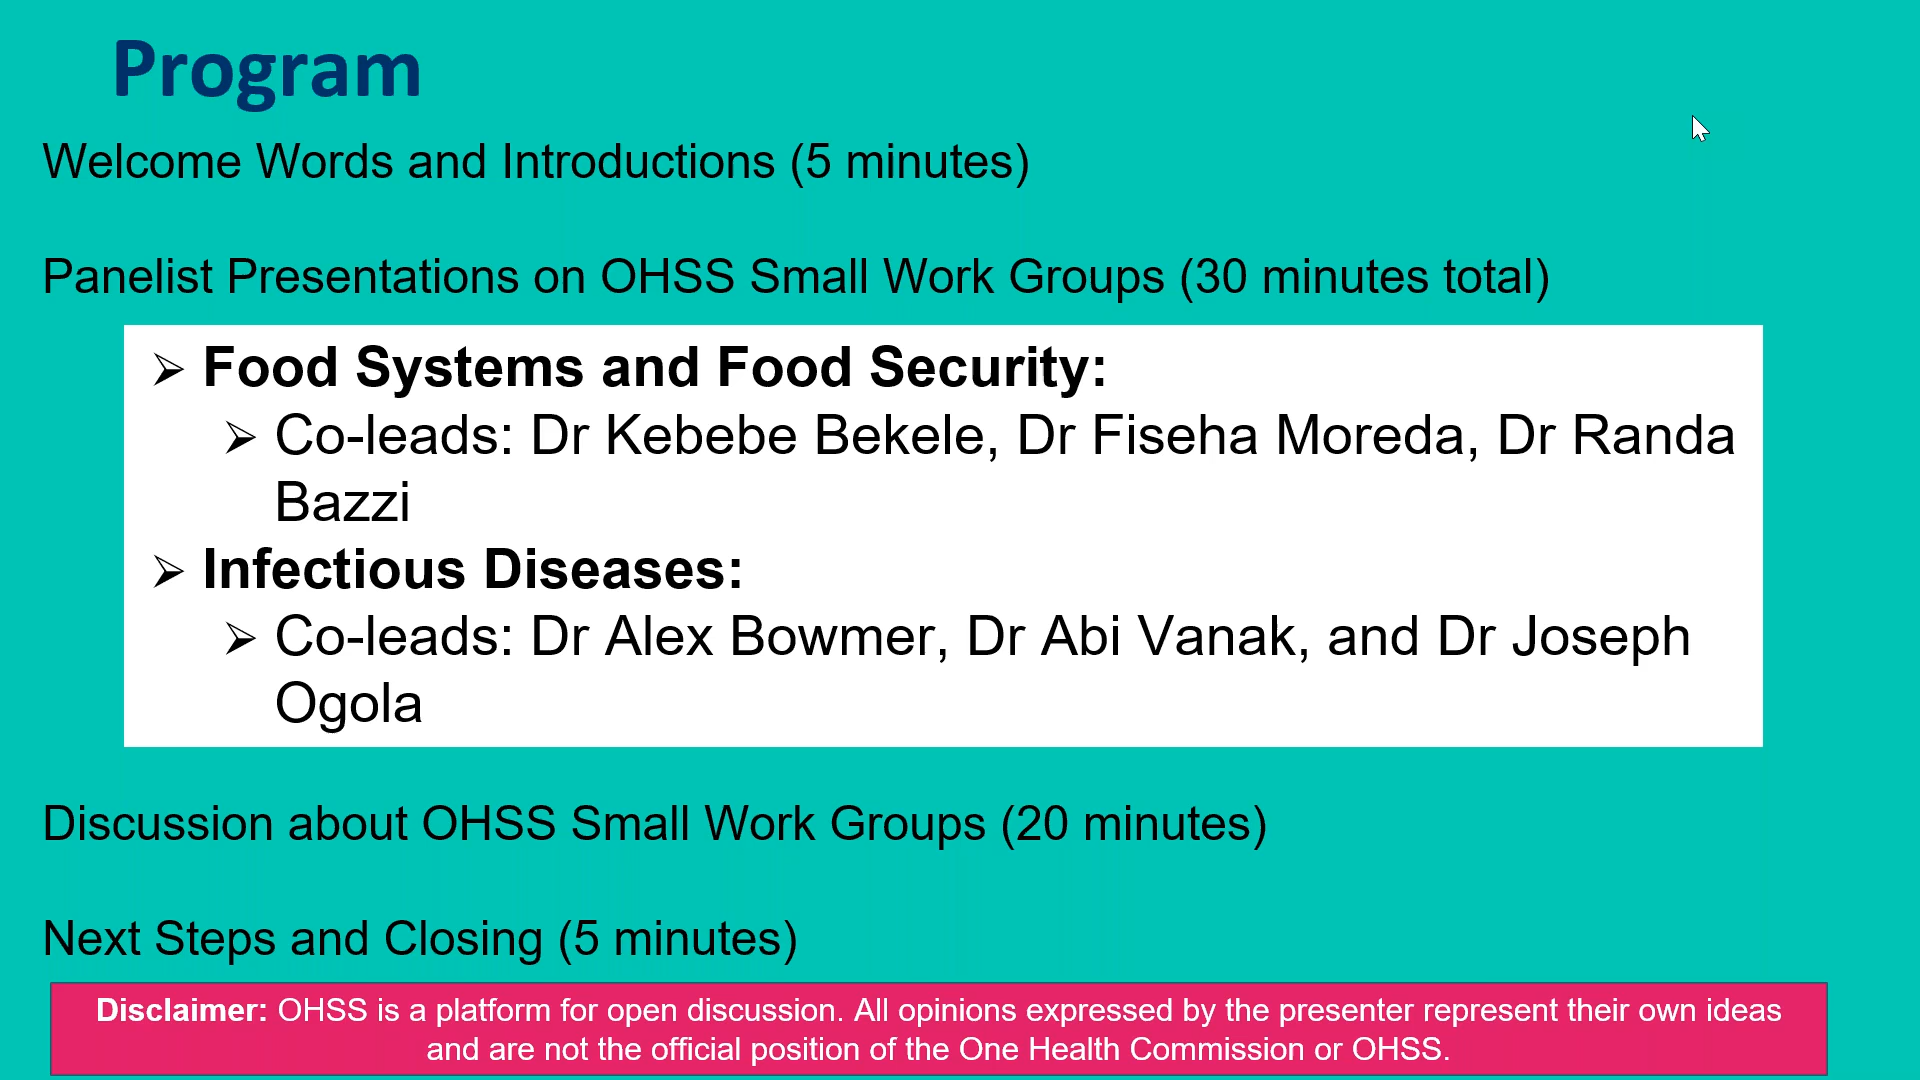 Program
Welcome Words and Introductions (5 minutes)
Panelist Presentations on OHSS Small Work Groups (30 minutes total)
➢ Food Systems and Food Security:
➢ Co-leads: Dr Kebebe Bekele, Dr Fiseha Moreda, Dr Randa
Bazzi
➢ Infectious Diseases:
➢ Co-leads: Dr Alex Bowmer, Dr Abi Vanak, and Dr Joseph
Ogola
Discussion about OHSS Small Work Groups (20 minutes)
Next Steps and Closing (5 minutes)
Disclaimer: OHSS is a platform for open discussion. All opinions expressed by the presenter represent their own ideas
and are not the official position of the One Health Commission or OHSS.